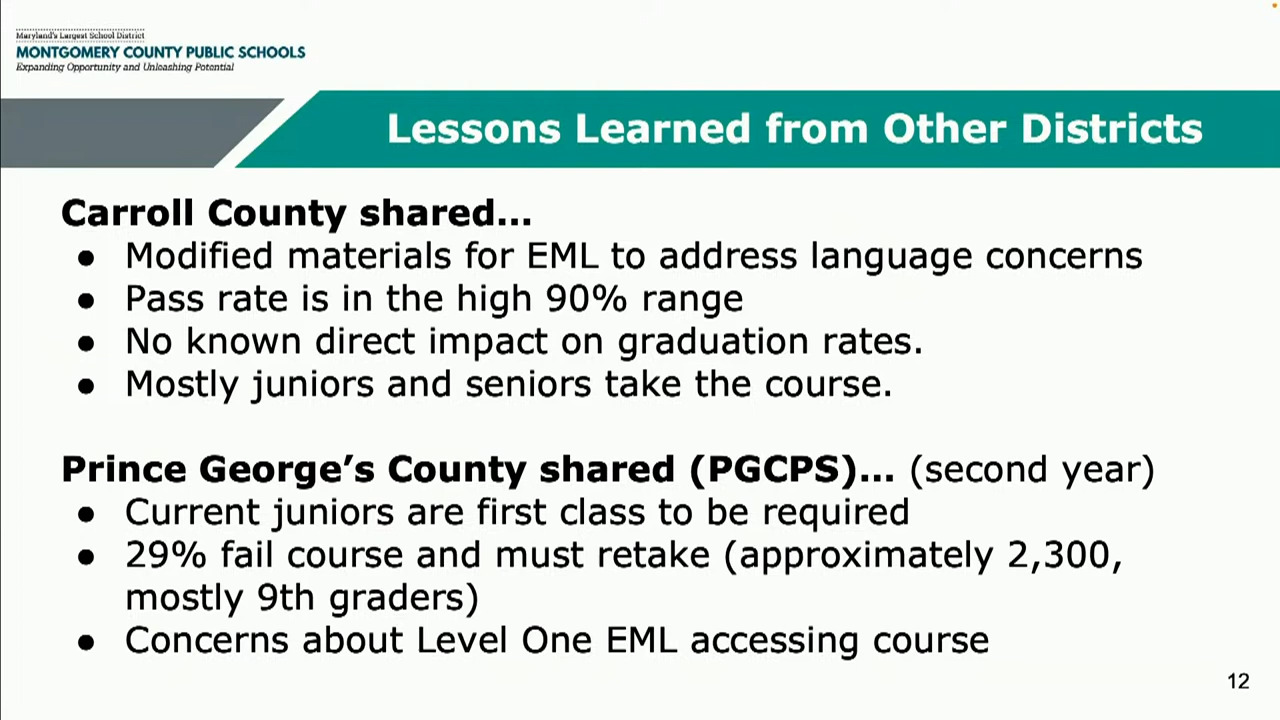 Maryland's Largest School District
MONTGOMERY COUNTY PUBLIC SCHOOLS
Expanding Opportunity and Unleashing Potential
Lessons Learned from Other Districts
Carroll County shared...
● Modified materials for EML to address language concerns
● Pass rate is in the high 90% range
● No known direct impact on graduation rates.
● Mostly juniors and seniors take the course.
Prince George’s County shared (PGCPS)... (second year)
● Current juniors are first class to be required
● 29% fail course and must retake (approximately 2,300,
mostly 9th graders)
● Concerns about Level One EML accessing course
12